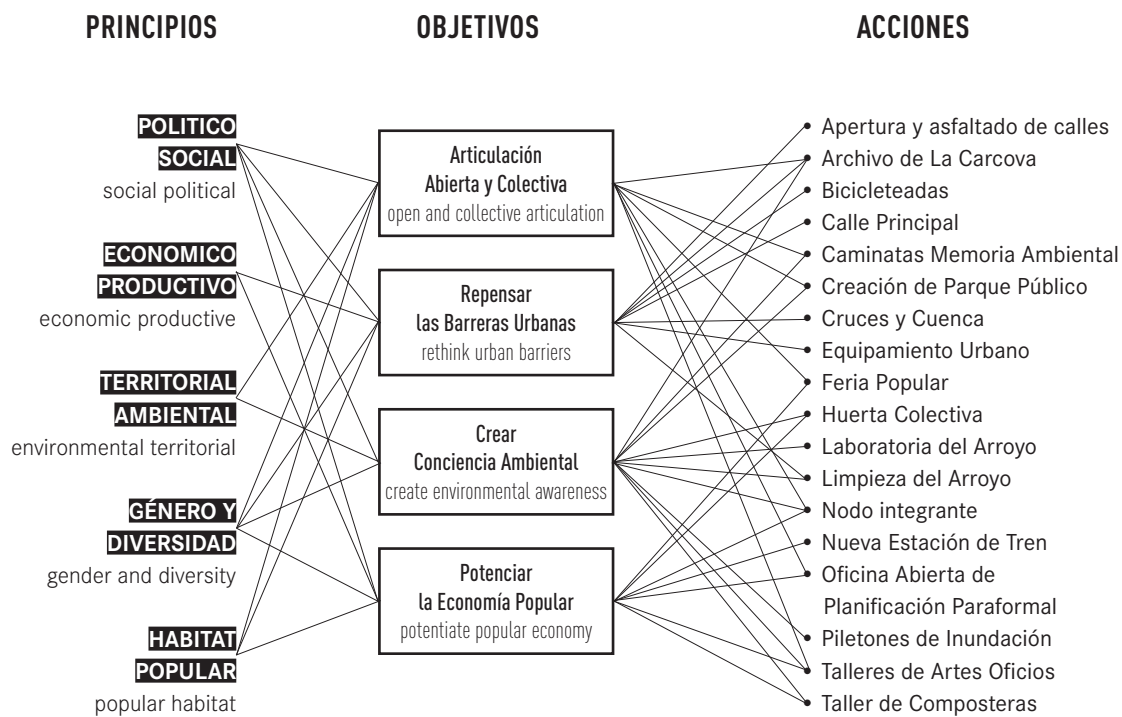 PRINCIPIOS
OBJETIVOS
ACCIONES
POLITICO
SOCIAL
social political
ECONOMICO
PRODUCTIVO
economic productive
TERRITORIAL
AMBIENTAL
environmental territorial
GÉNERO Y
DIVERSIDAD
gender and diversity
HABITAT
POPULAR
popular habitat
Articulación
Abierta y Colectiva
open and collective articulation
Repensar
las Barreras Urbanas
rethink urban barriers
Crear
Conciencia Ambiental
create environmental awareness
Potenciar
la Economía Popular
potentiate popular economy
Apertura y asfaltado de calles
Archivo de La Carcova
Bicicleteadas
Calle Principal
Caminatas Memoria Ambiental
Creación de Parque Público
Cruces y Cuenca
Equipamiento Urbano
Feria Popular
Huerta Colectiva
Laboratoria del Arroyo
Limpieza del Arroyo
Nodo integrante
Nueva Estación de Tren
Oficina Abierta de
Planificación Paraformal
Piletones de Inundación
Talleres de Artes Oficios
Taller de Composteras